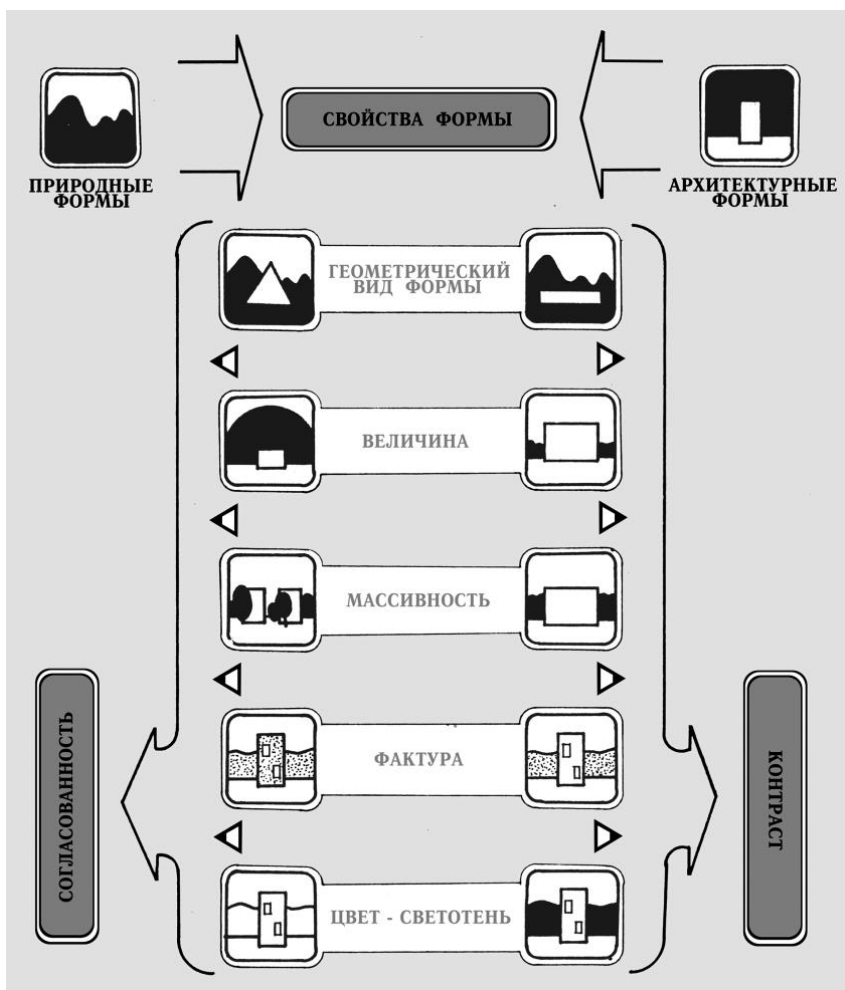 СВОЙСТВА ФОРМЫ
ПРИРОДНЫЕ
ФОРМЫ
АРХИТЕКТУРНЫЕ
ФОРМЫ
ГЕОМЕТРИЧЕСКИЙ
ВИД ФОРМЫ
ВЕЛИЧИНА
МАССИВНОСТЬ
ФАКТУРА
ЦВЕТ - СВЕТОТЕНЬ
СОГЛАСОВАННОСТЬ
КОНТРАСТ